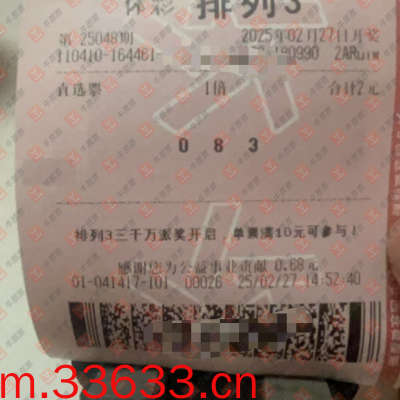 体彩 排列3
第 25048期 2025年02月27日开奖
110410-164461- 180990 2ARu1M
直选票 1倍 合计2元
0 8 3
排列3三千万派奖开启，单票满10元可参与！
感谢您为公益事业贡献 0.68元
01-041417-101 00026 25/02/27 14:52:40
m.33633.cn